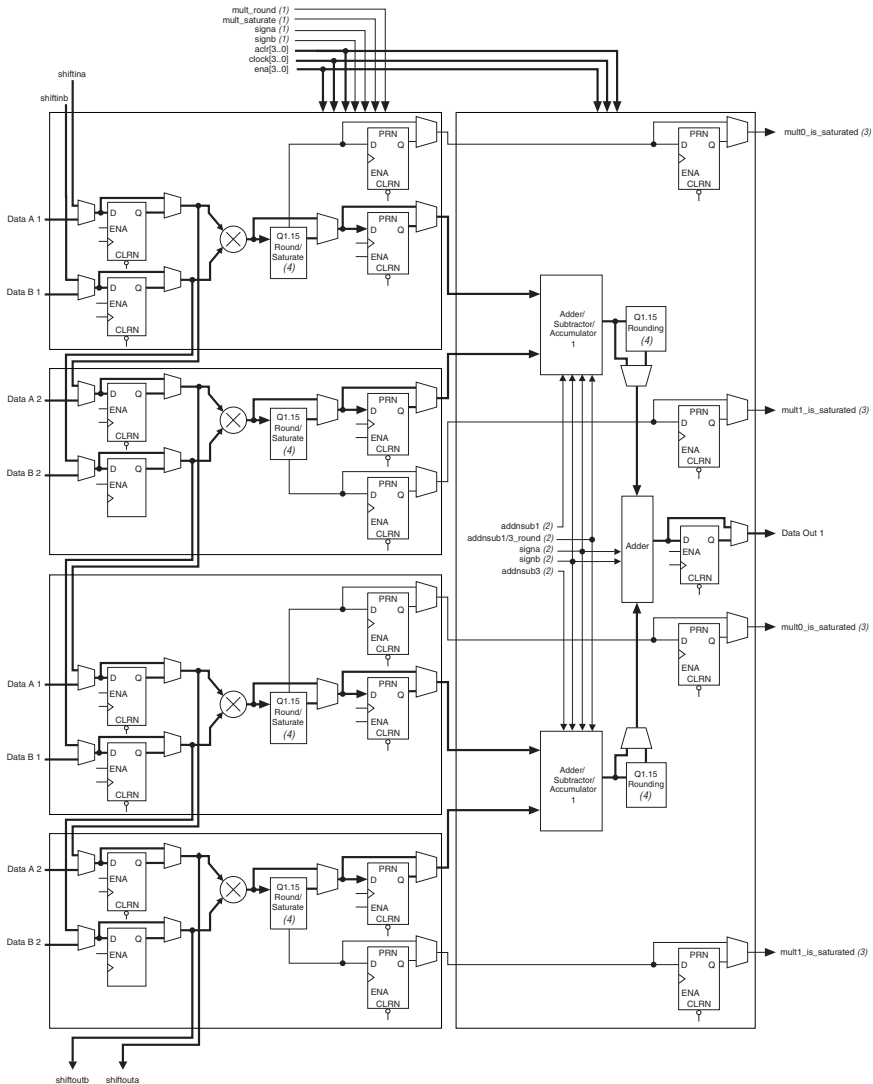 mult_round (1)
mult_saturate (1)
signa (1)
signb (1)
aclr[3..0]
clock[3..0]
ena[3..0]
shiftina
shiftinb
PRN
D Q
ENA
CLRN
mult0_is_saturated (3)
PRN
D Q
ENA
CLRN
Data A 1
D Q
ENA
CLRN
Q1.15
Round/
Saturate
(4)
PRN
D Q
ENA
CLRN
Data B 1
D Q
ENA
CLRN
Adder/
Subtractor/
Accumulator
1
Q1.15
Rounding
(4)
Data A 2
D Q
ENA
CLRN
Q1.15
Round/
Saturate
(4)
PRN
D Q
ENA
CLRN
PRN
D Q
ENA
CLRN
mult1_is_saturated (3)
Data B 2
D Q
ENA
PRN
D Q
ENA
CLRN
addnsub1 (2)
addnsub1/3_round (2)
signa (2)
signb (2)
addnsub3 (2)
Adder
D Q
ENA
CLRN
Data Out 1
PRN
D Q
ENA
CLRN
PRN
D Q
ENA
CLRN
mult0_is_saturated (3)
Data A 1
D Q
ENA
CLRN
Q1.15
Round/
Saturate
(4)
PRN
D Q
ENA
CLRN
Data B 1
D Q
ENA
CLRN
Adder/
Subtractor/
Accumulator
1
Q1.15
Rounding
(4)
Data A 2
D Q
ENA
CLRN
Q1.15
Round/
Saturate
(4)
PRN
D Q
ENA
CLRN
Data B 2
D Q
ENA
PRN
D Q
ENA
CLRN
PRN
D Q
ENA
CLRN
mult1_is_saturated (3)
shiftoutb
shiftouta